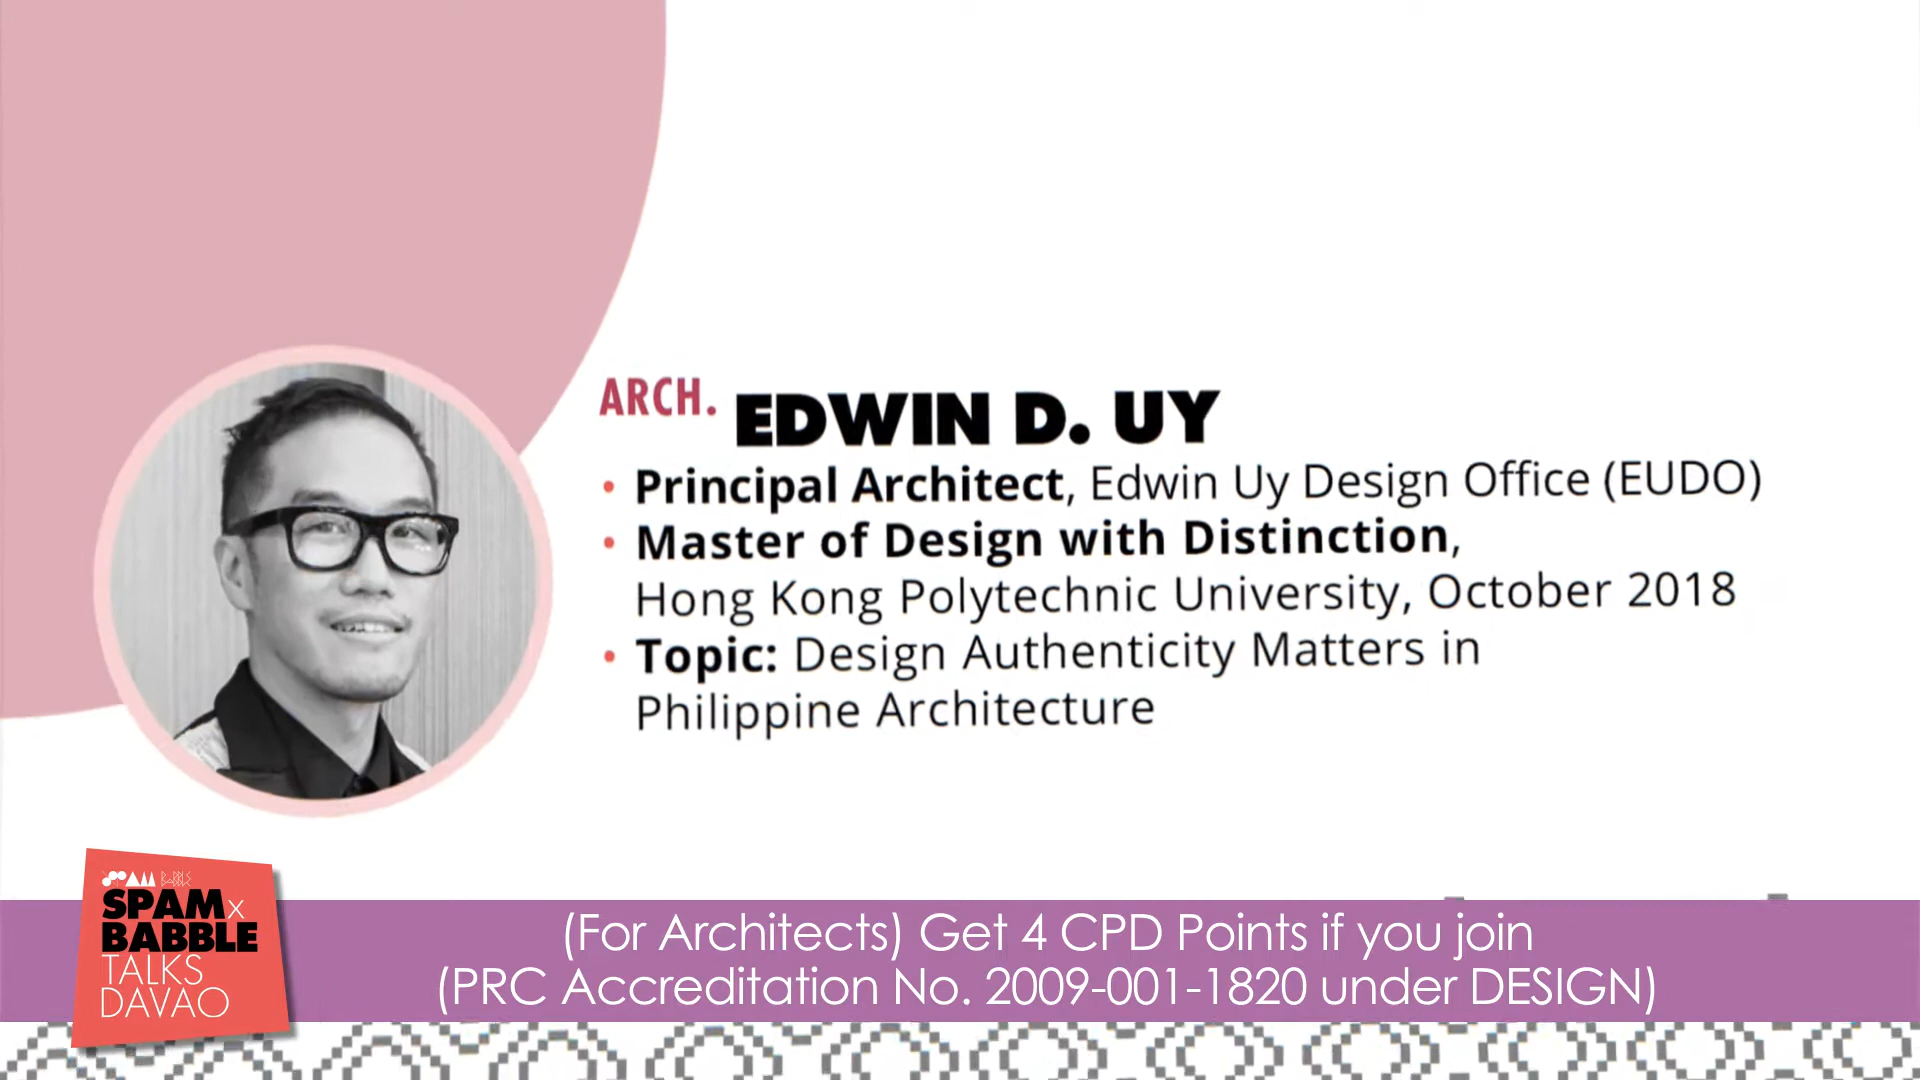 ARCH. EDWIN D. UY
• Principal Architect, Edwin Uy Design Office (EUDO)
• Master of Design with Distinction,
Hong Kong Polytechnic University, October 2018
• Topic: Design Authenticity Matters in
Philippine Architecture
SPAM BABBLE
SPAM x
BABBLE
TALKS
DAVAO
(For Architects) Get 4 CPD Points if you join
(PRC Accreditation No. 2009-001-1820 under DESIGN)